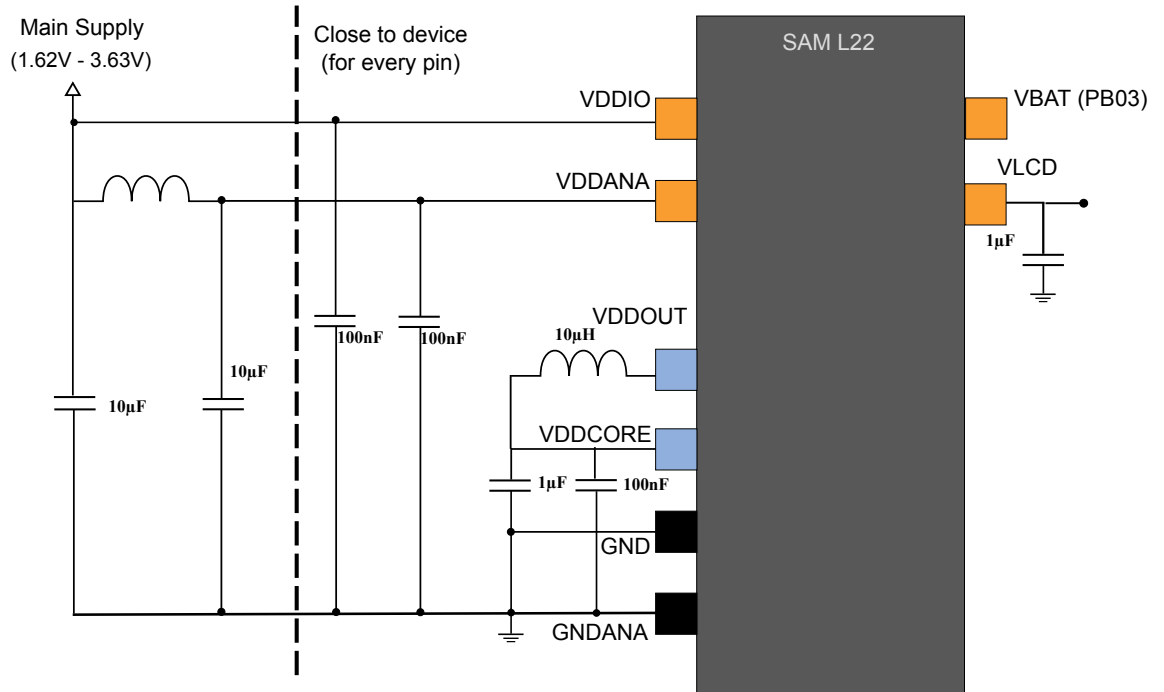 Main Supply
(1.62V - 3.63V)
Close to device
(for every pin)
SAM L22
VDDIO
VBAT (PB03)
VDDANA
VLCD
1µF
VDDOUT
10µH
100nF
100nF
10µF
10µF
VDDCORE
1µF
100nF
GND
GNDANA